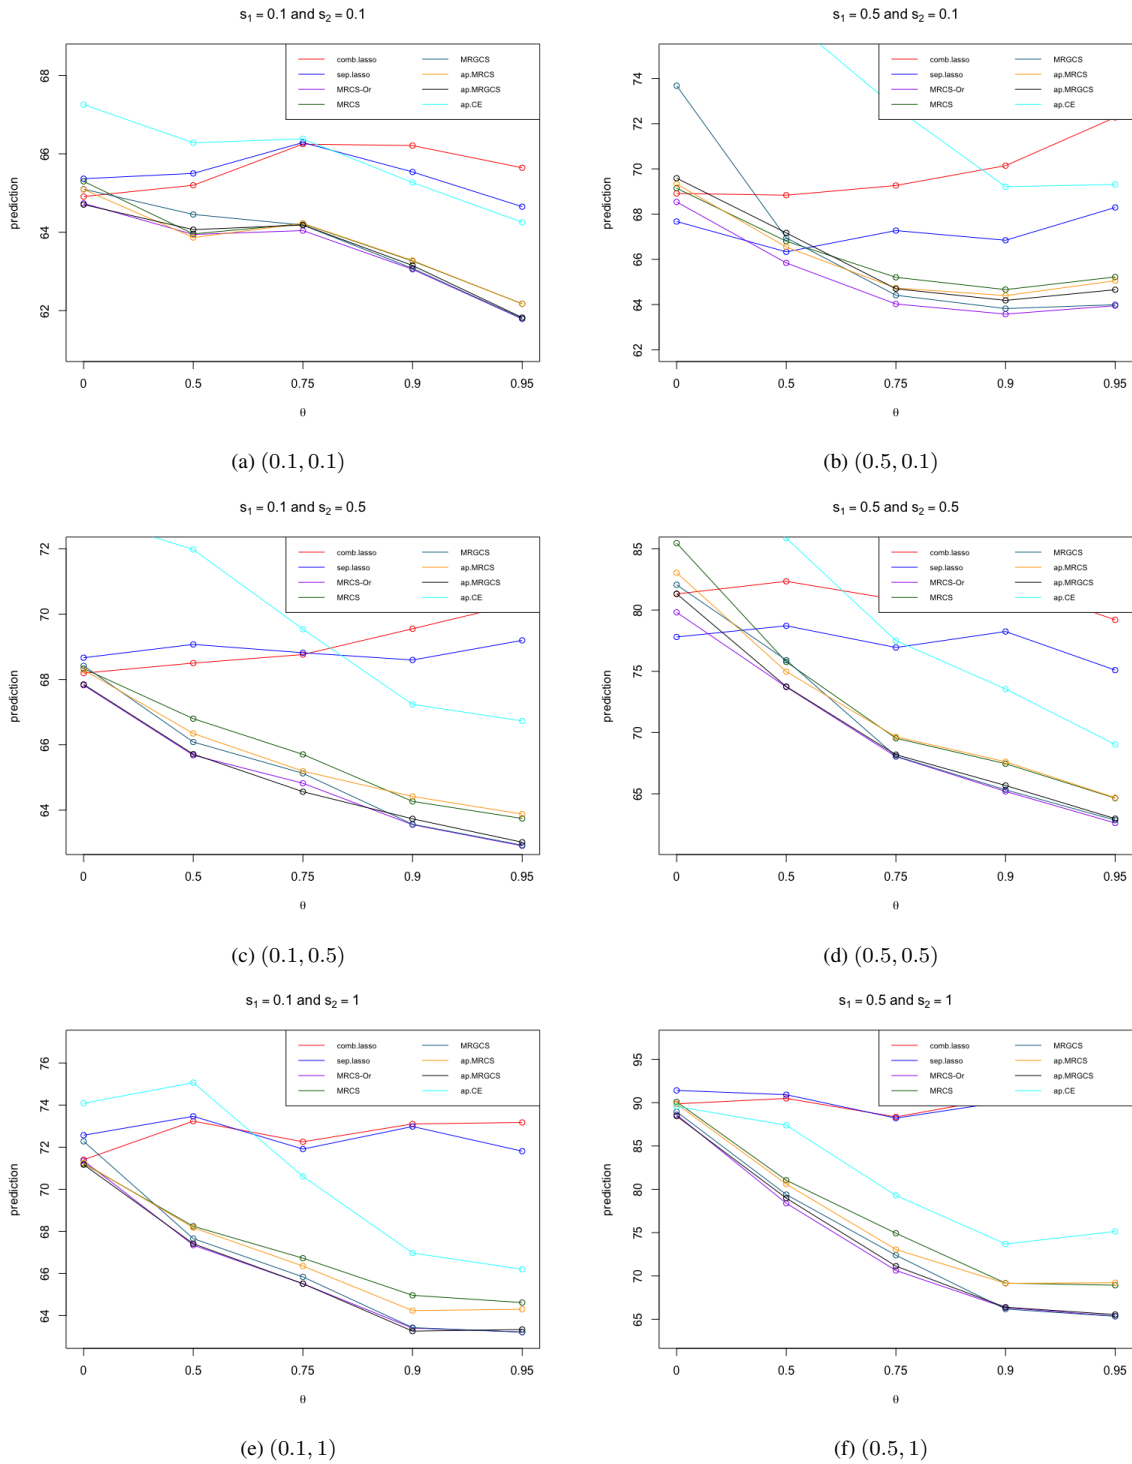 s1 = 0.1 and s2 = 0.1
comb.lasso
sep.lasso
MRCS-Or
MRCS
MRGCS
ap.MRCS
ap.MRGCS
ap.CE
prediction
68
66
64
62
0 0.5 0.75 0.9 0.95
θ
(a) (0.1, 0.1)
s1 = 0.5 and s2 = 0.1
comb.lasso
sep.lasso
MRCS-Or
MRCS
MRGCS
ap.MRCS
ap.MRGCS
ap.CE
prediction
74
72
70
68
66
64
62
0 0.5 0.75 0.9 0.95
θ
(b) (0.5, 0.1)
s1 = 0.1 and s2 = 0.5
comb.lasso
sep.lasso
MRCS-Or
MRCS
MRGCS
ap.MRCS
ap.MRGCS
ap.CE
prediction
72
70
68
66
64
0 0.5 0.75 0.9 0.95
θ
(c) (0.1, 0.5)
s1 = 0.5 and s2 = 0.5
comb.lasso
sep.lasso
MRCS-Or
MRCS
MRGCS
ap.MRCS
ap.MRGCS
ap.CE
prediction
85
80
75
70
65
0 0.5 0.75 0.9 0.95
θ
(d) (0.5, 0.5)
s1 = 0.1 and s2 = 1
comb.lasso
sep.lasso
MRCS-Or
MRCS
MRGCS
ap.MRCS
ap.MRGCS
ap.CE
prediction
76
74
72
70
68
66
64
0 0.5 0.75 0.9 0.95
θ
(e) (0.1, 1)
s1 = 0.5 and s2 = 1
comb.lasso
sep.lasso
MRCS-Or
MRCS
MRGCS
ap.MRCS
ap.MRGCS
ap.CE
prediction
95
90
85
80
75
70
65
0 0.5 0.75 0.9 0.95
θ
(f) (0.5, 1)